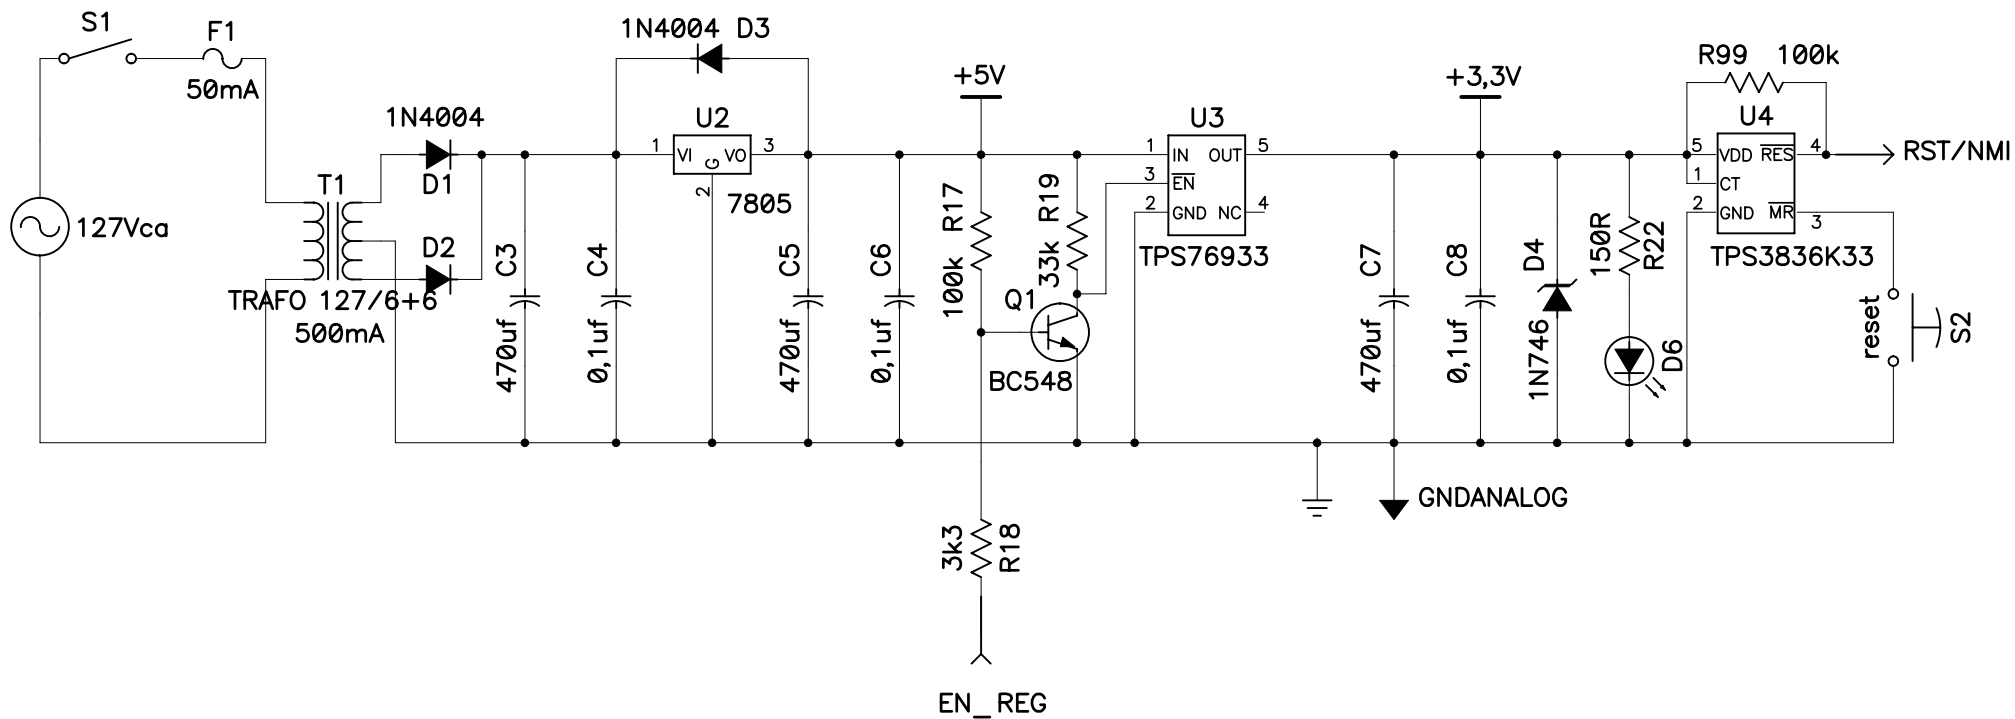 S1
F1
50mA
127Vca
T1
TRAFO 127/6+6
500mA
1N4004
D1
D2
1N4004 D3
U2
1 VI G VO 3
2
7805
C3
470uf
C4
0,1uf
C5
470uf
C6
0,1uf
+5V
R17
100k
R19
33k
Q1
BC548
3k3
R18
EN_REG
U3
1 IN OUT 5
3 EN
2 GND NC 4
TPS76933
+3,3V
C7
470uf
C8
0,1uf
D4
1N746
150R
R22
D6
GNDANALOG
R99 100k
U4
5 VDD RES 4
1 CT
2 GND MR 3
TPS3836K33
RST/NMI
reset
S2